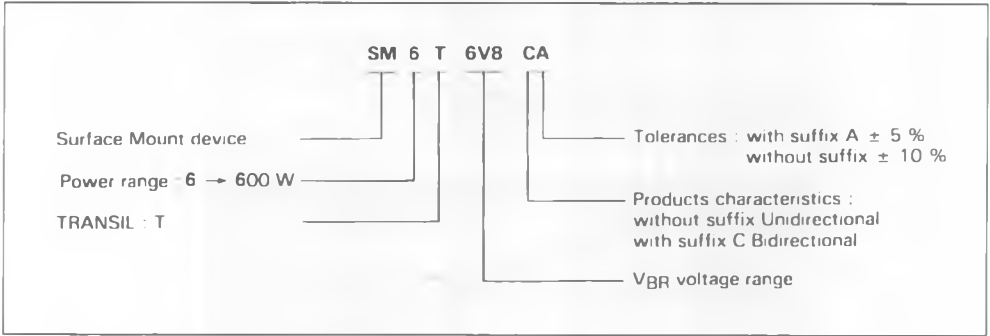 SM 6 T 6V8 CA
Surface Mount device
Power range 6 → 600 W
TRANSIL : T
Tolerances : with suffix A ± 5 %
without suffix ± 10 %
Products characteristics :
without suffix Unidirectional
with suffix C Bidirectional
VBR voltage range